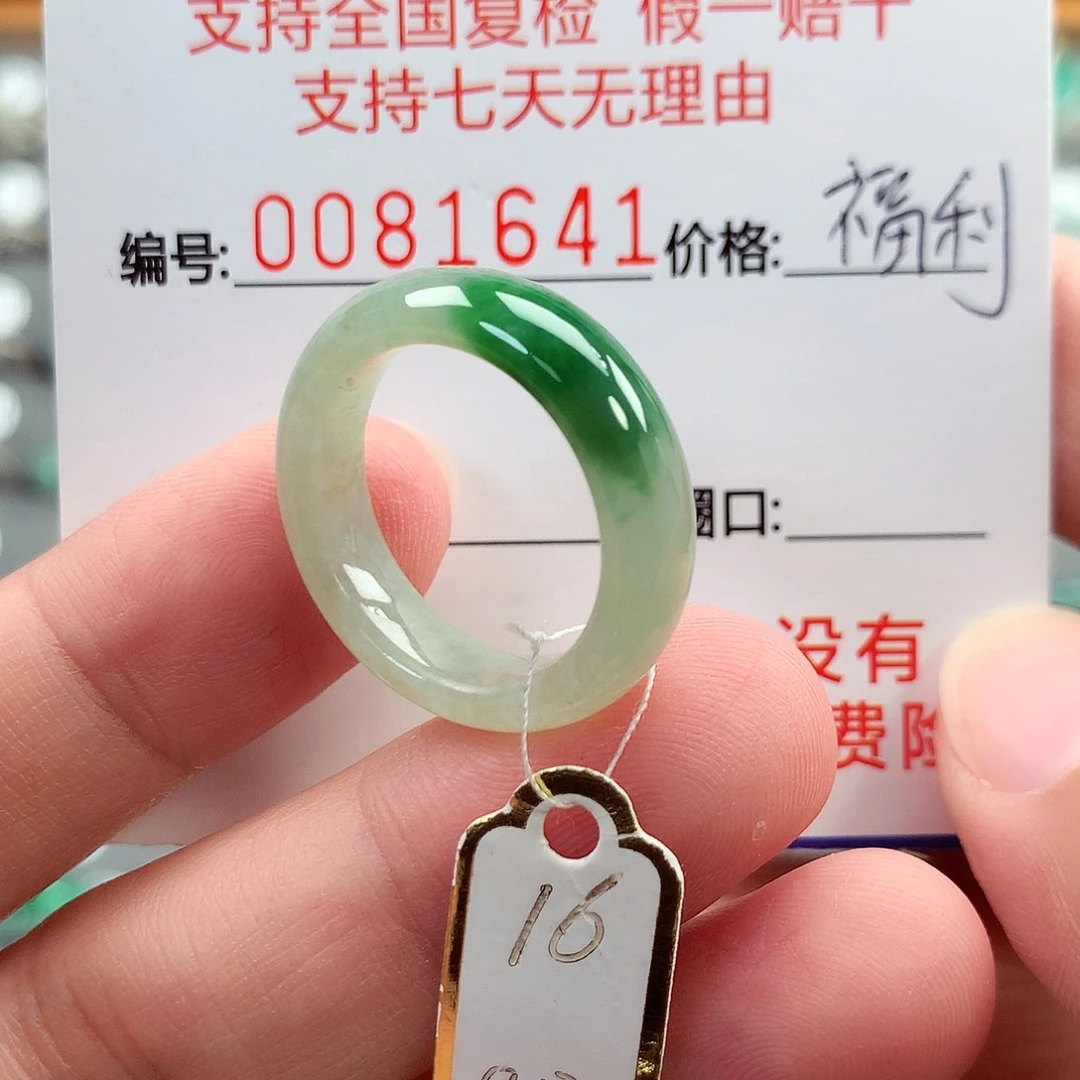 支持全国复检 假一赔十
支持七天无理由
编号: 0081641 价格: 福利
圈口:
没有
费险
16